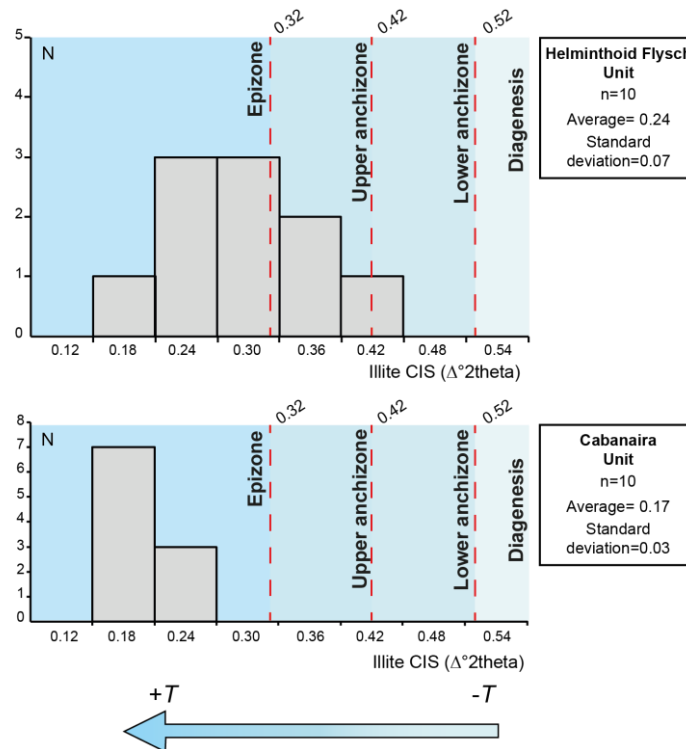 0.32
0.42
0.52
5
4
3
2
1
0
N
Epizone
Upper anchizone
Lower anchizone
Diagenesis
0.12 0.18 0.24 0.30 0.36 0.42 0.48 0.54
Illite CIS (Δ°2theta)
Helminthoid Flysch
Unit
n=10
Average= 0.24
Standard
deviation=0.07
0.32
0.42
0.52
8
7
6
5
4
3
2
1
0
N
Epizone
Upper anchizone
Lower anchizone
Diagenesis
0.12 0.18 0.24 0.30 0.36 0.42 0.48 0.54
Illite CIS (Δ°2theta)
Cabanaira
Unit
n=10
Average= 0.17
Standard
deviation=0.03
+T -T